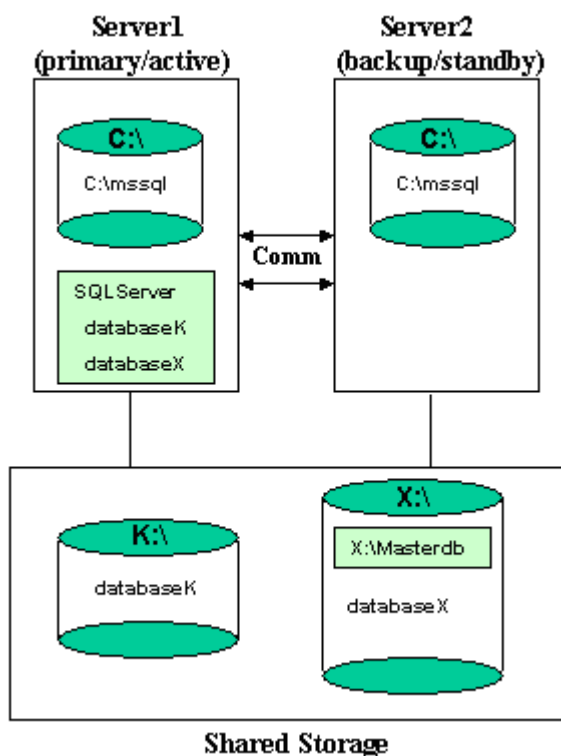 Server1
(primary/active)
Server2
(backup/standby)
C:\
C:\mssql
C:\
C:\mssql
Comm
SQLServer
databaseK
databaseX
K:\
databaseK
X:\
X:\Masterdb
databaseX
Shared Storage